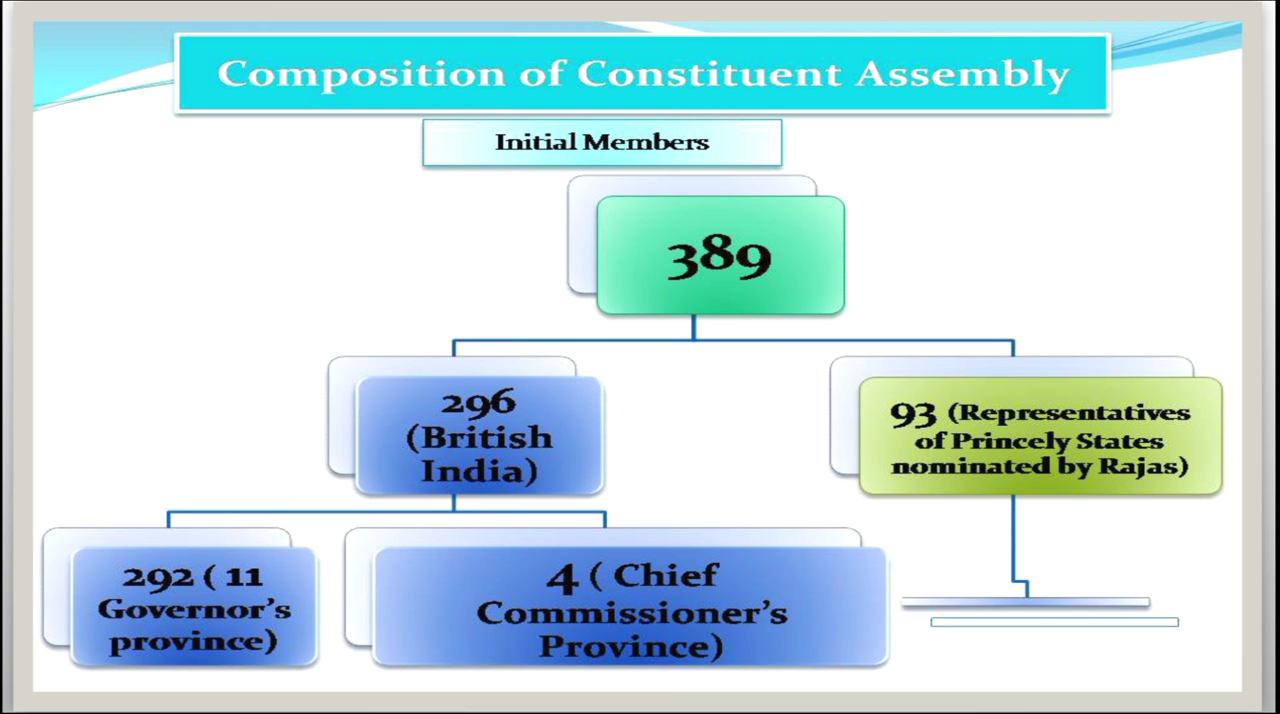 Composition of Constituent Assembly
Initial Members
389
296
(British
India)
93 (Representatives
of Princely States
nominated by Rajas)
292 ( 11
Governor's
province)
4 ( Chief
Commissioner's
Province)